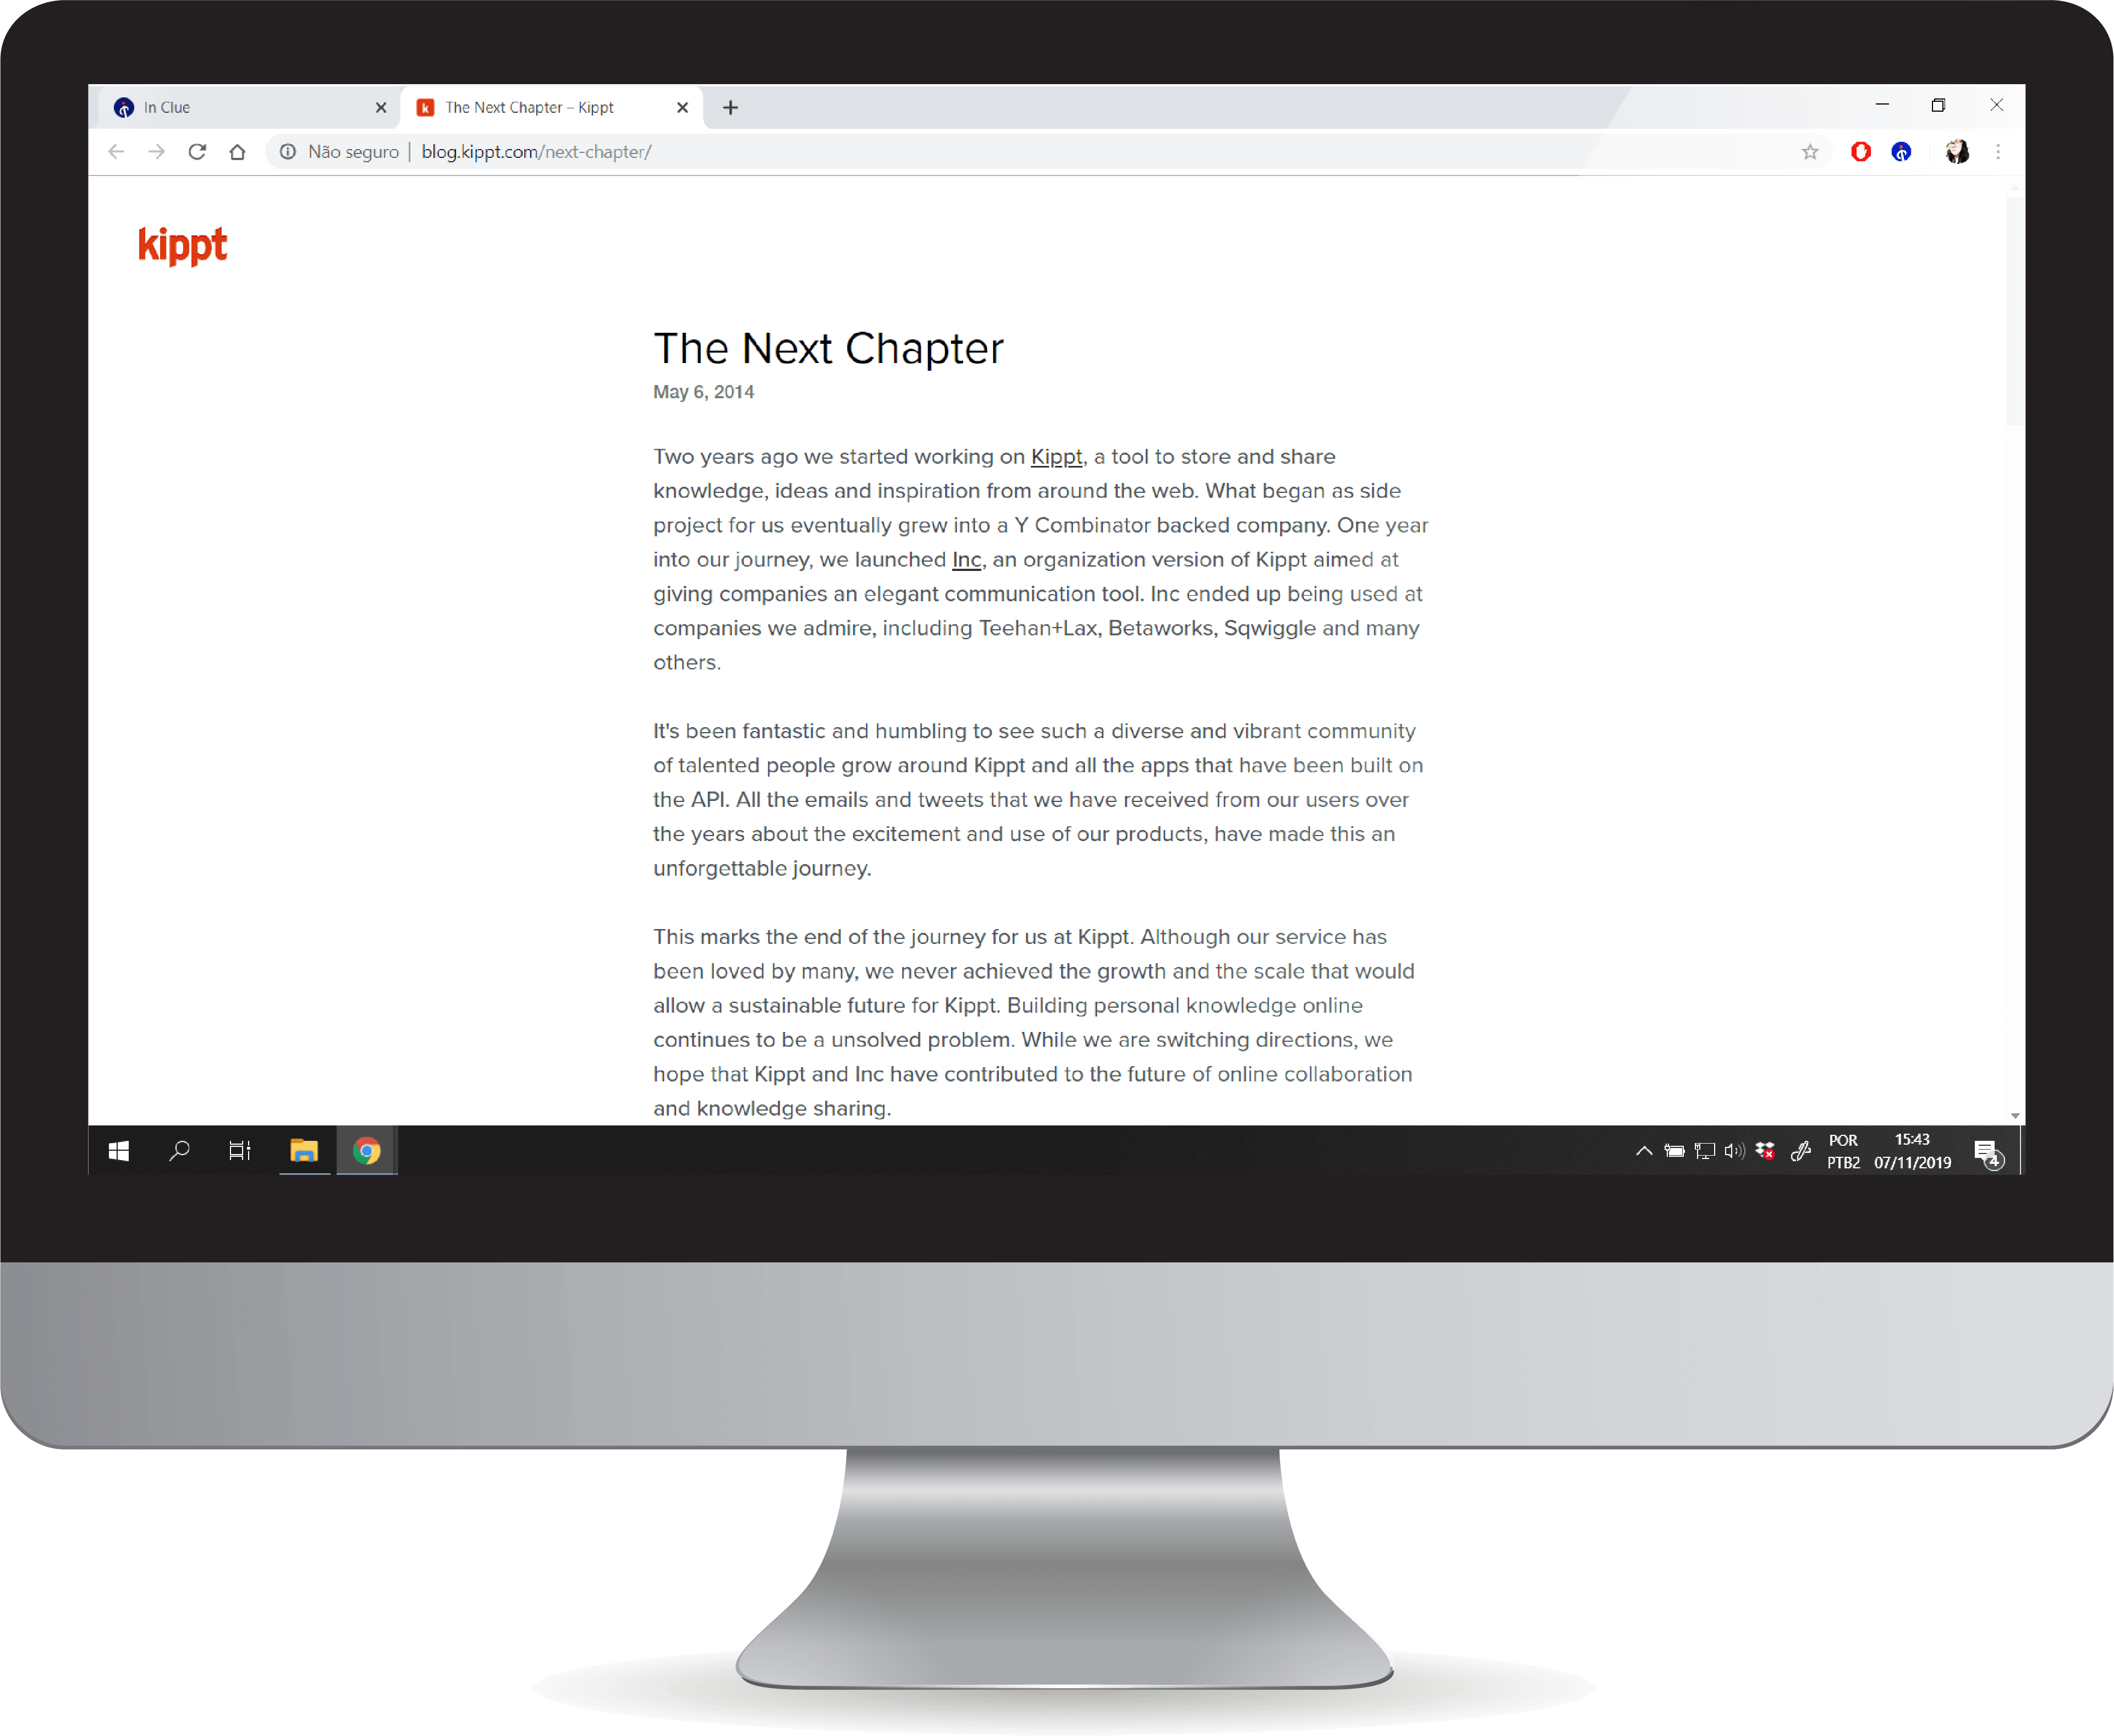 In Clue
The Next Chapter – Kippt
Não seguro | blog.kippt.com/next-chapter/
kippt
The Next Chapter
May 6, 2014
Two years ago we started working on Kippt, a tool to store and share
knowledge, ideas and inspiration from around the web. What began as side
project for us eventually grew into a Y Combinator backed company. One year
into our journey, we launched Inc, an organization version of Kippt aimed at
giving companies an elegant communication tool. Inc ended up being used at
companies we admire, including Teehan+Lax, Betaworks, Sqwiggle and many
others.
It's been fantastic and humbling to see such a diverse and vibrant community
of talented people grow around Kippt and all the apps that have been built on
the API. All the emails and tweets that we have received from our users over
the years about the excitement and use of our products, have made this an
unforgettable journey.
This marks the end of the journey for us at Kippt. Although our service has
been loved by many, we never achieved the growth and the scale that would
allow a sustainable future for Kippt. Building personal knowledge online
continues to be a unsolved problem. While we are switching directions, we
hope that Kippt and Inc have contributed to the future of online collaboration
and knowledge sharing.
POR 15:43
PTB2 07/11/2019
4